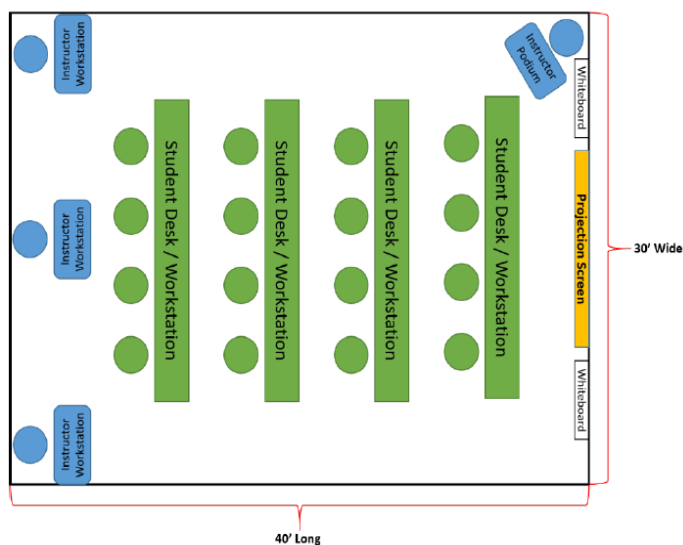 Instructor
Workstation
Instructor
Podium
Whiteboard
Student Desk / Workstation
Student Desk / Workstation
Student Desk / Workstation
Student Desk / Workstation
Instructor
Workstation
Projection Screen
30’ Wide
Whiteboard
Instructor
Workstation
40’ Long